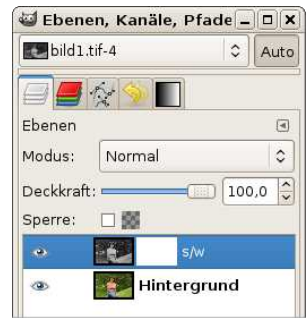 Ebenen, Kanäle, Pfade
bild1.tif-4
Auto
Ebenen
Modus: Normal
Deckkraft: 100,0
Sperre:
s/w
Hintergrund